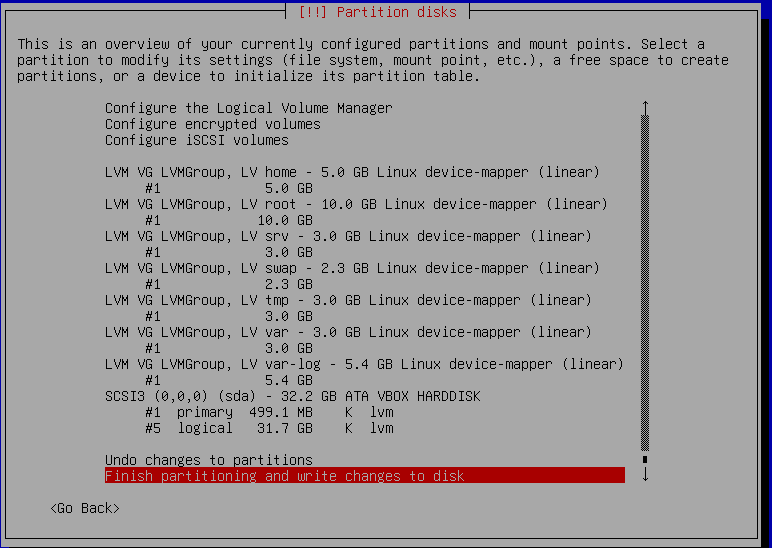 [!!] Partition disks
This is an overview of your currently configured partitions and mount points. Select a
partition to modify its settings (file system, mount point, etc.), a free space to create
partitions, or a device to initialize its partition table.
Configure the Logical Volume Manager
Configure encrypted volumes
Configure iSCSI volumes
LVM VG LVMGroup, LV home - 5.0 GB Linux device-mapper (linear)
#1 5.0 GB
LVM VG LVMGroup, LV root - 10.0 GB Linux device-mapper (linear)
#1 10.0 GB
LVM VG LVMGroup, LV srv - 3.0 GB Linux device-mapper (linear)
#1 3.0 GB
LVM VG LVMGroup, LV swap - 2.3 GB Linux device-mapper (linear)
#1 2.3 GB
LVM VG LVMGroup, LV tmp - 3.0 GB Linux device-mapper (linear)
#1 3.0 GB
LVM VG LVMGroup, LV var - 3.0 GB Linux device-mapper (linear)
#1 3.0 GB
LVM VG LVMGroup, LV var-log - 5.4 GB Linux device-mapper (linear)
#1 5.4 GB
SCSI3 (0,0,0) (sda) - 32.2 GB ATA VBOX HARDDISK
#1 primary 499.1 MB K lvm
#5 logical 31.7 GB K lvm
Undo changes to partitions
Finish partitioning and write changes to disk
<Go Back>